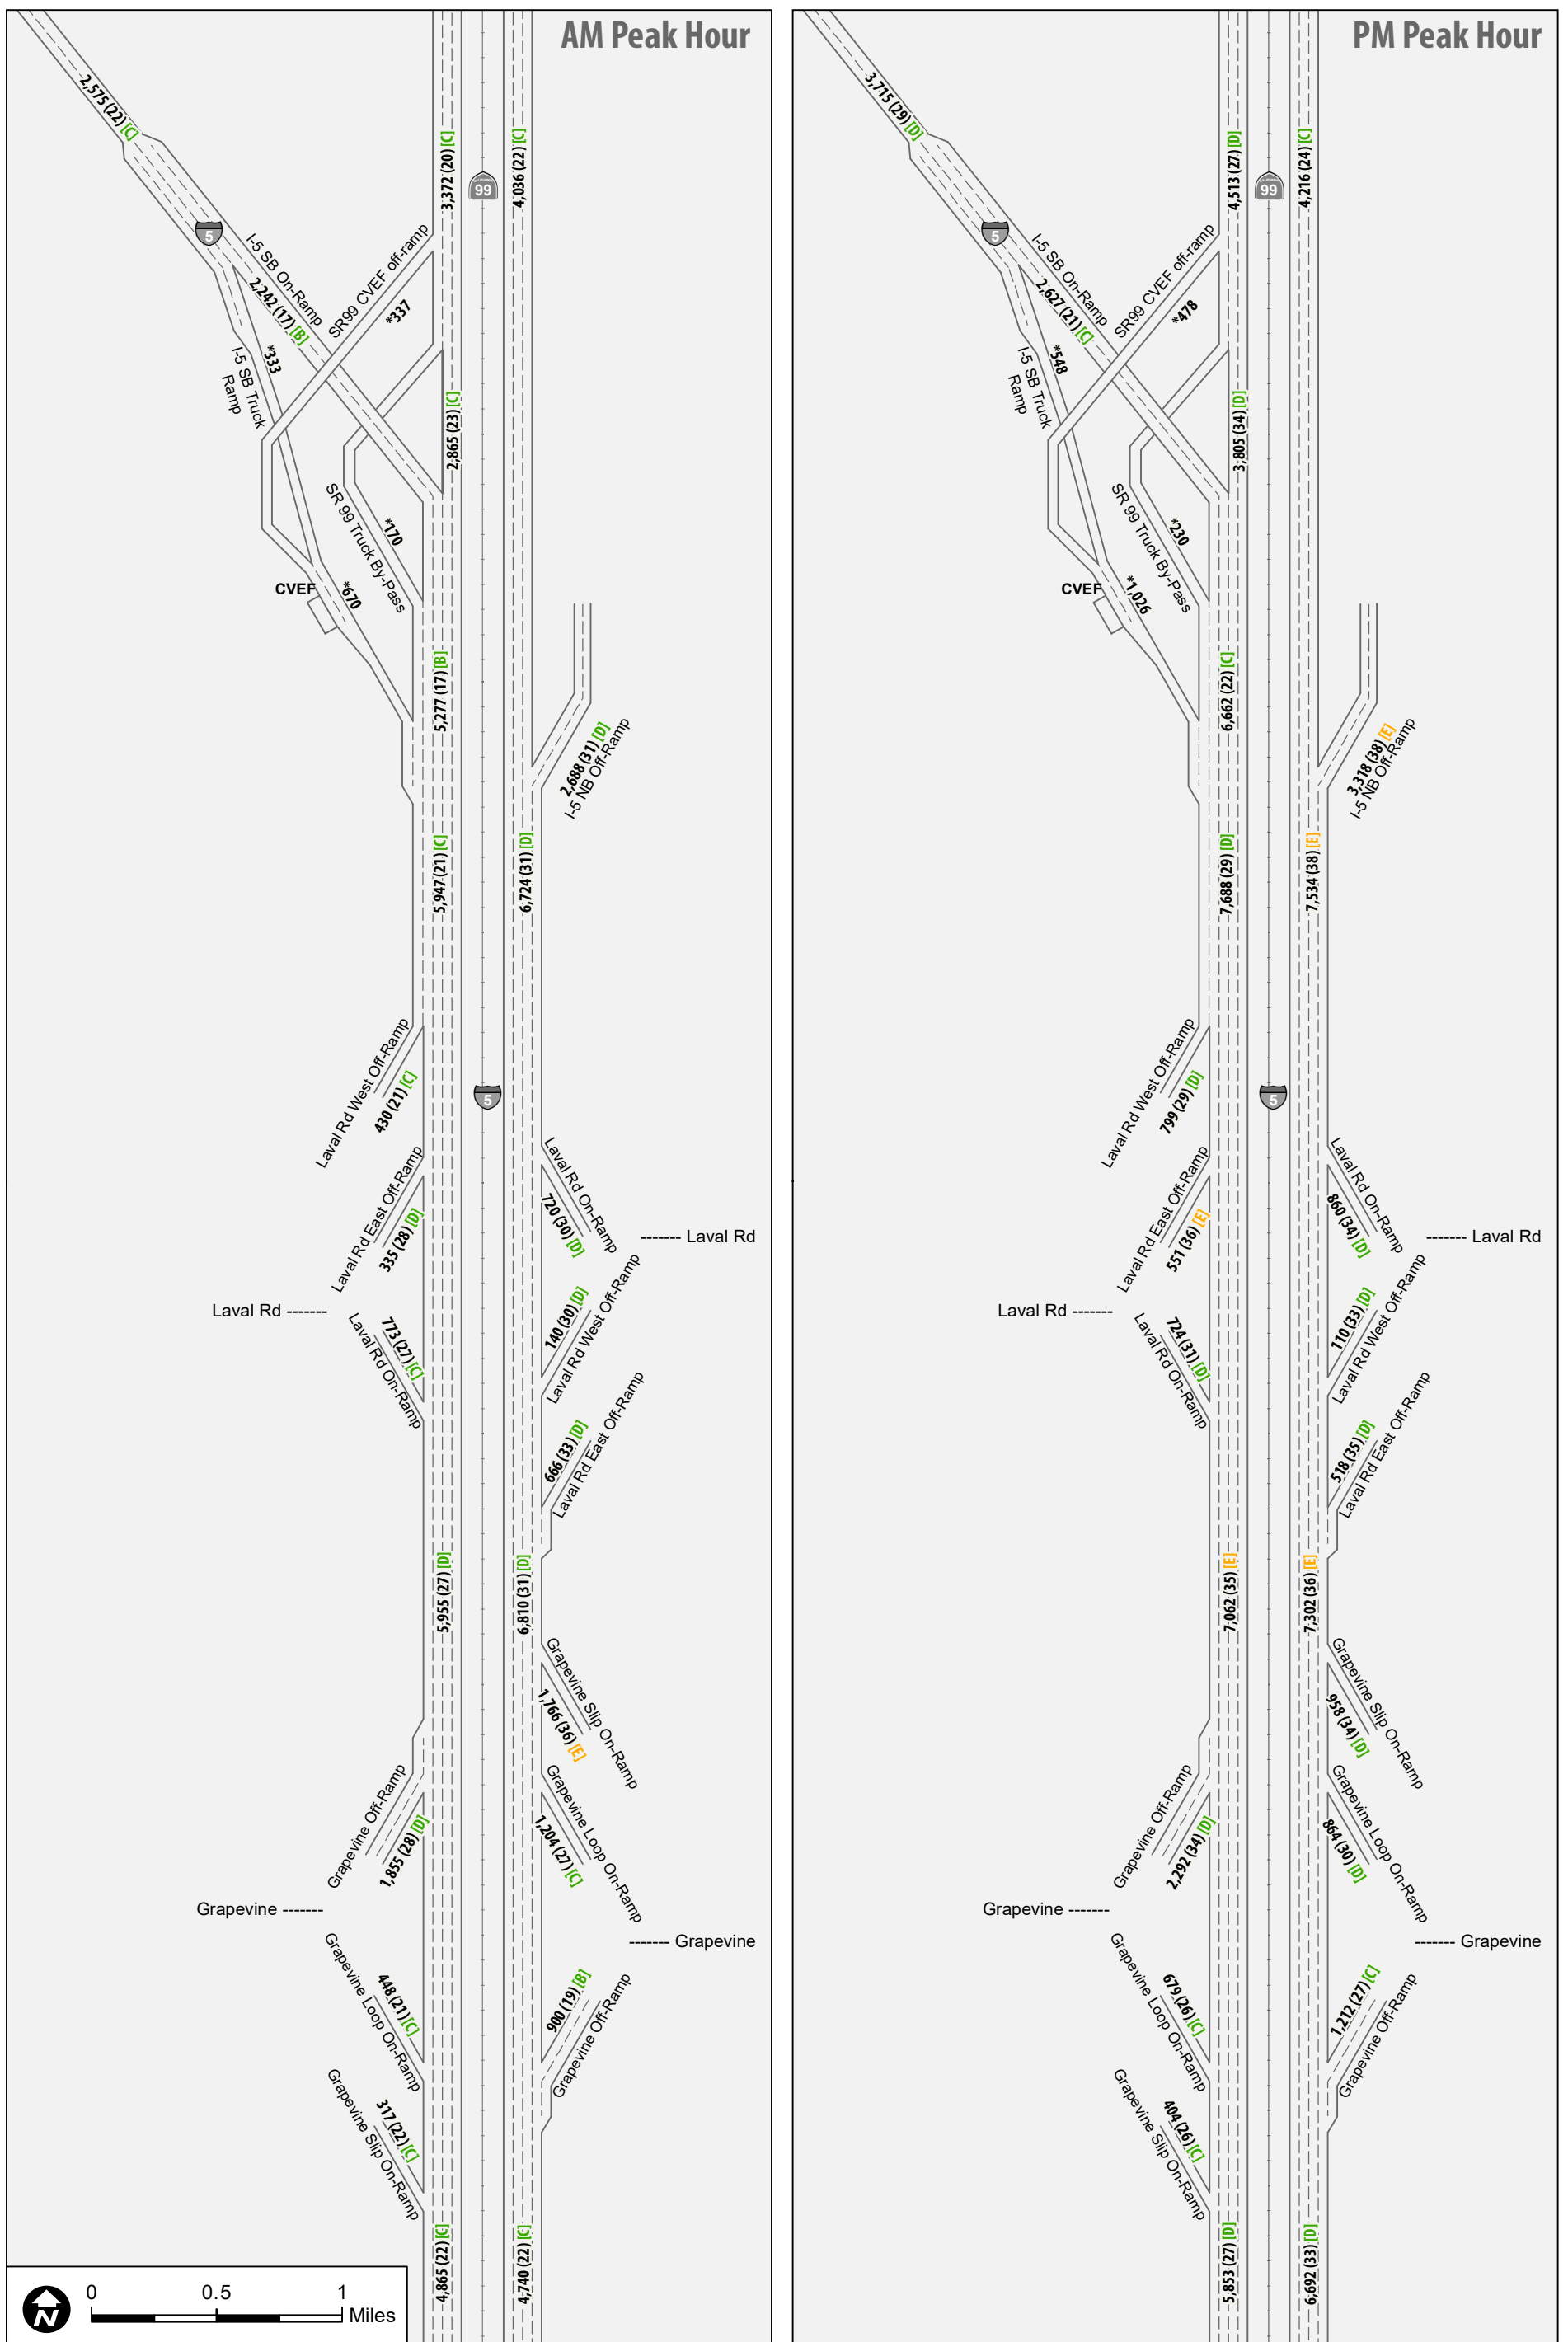 AM Peak Hour
2,575 (22) [C]
3,372 (20) [C]
4,036 (22) [C]
99
5
I-5 SB On-Ramp
2,242 (17) [B]
SR99 CVEF off-ramp
*337
*333
I-5 SB Truck
Ramp
2,865 (23) [C]
SR 99 Truck By-Pass
*170
CVEF
*670
5,277 (17) [B]
2,688 (31) [D]
I-5 NB Off-Ramp
5,947 (21) [C]
6,724 (31) [D]
Laval Rd West Off-Ramp
430 (21) [C]
5
Laval Rd East Off-Ramp
335 (28) [D]
Laval Rd On-Ramp
720 (30) [D]
------- Laval Rd
140 (30) [D]
Laval Rd West Off-Ramp
Laval Rd -------
773 (27) [C]
Laval Rd On-Ramp
666 (33) [D]
Laval Rd East Off-Ramp
5,955 (27) [D]
6,810 (31) [D]
Grapevine Slip On-Ramp
1,766 (36) [E]
Grapevine Off-Ramp
1,855 (28) [D]
Grapevine Loop On-Ramp
1,204 (27) [C]
Grapevine -------
------- Grapevine
448 (21) [C]
Grapevine Loop On-Ramp
900 (19) [B]
Grapevine Off-Ramp
317 (22) [C]
Grapevine Slip On-Ramp
4,865 (22) [C]
4,740 (22) [C]
N
0 0.5 1
Miles
PM Peak Hour
3,715 (29) [D]
4,513 (27) [D]
4,216 (24) [C]
99
5
I-5 SB On-Ramp
2,627 (21) [C]
SR99 CVEF off-ramp
*478
*548
I-5 SB Truck
Ramp
3,805 (34) [D]
SR 99 Truck By-Pass
*230
CVEF
*1,026
6,662 (22) [C]
3,318 (38) [E]
I-5 NB Off-Ramp
7,688 (29) [D]
7,534 (38) [E]
Laval Rd West Off-Ramp
799 (29) [D]
5
Laval Rd East Off-Ramp
551 (36) [E]
Laval Rd On-Ramp
860 (34) [D]
------- Laval Rd
110 (33) [D]
Laval Rd West Off-Ramp
Laval Rd -------
724 (31) [D]
Laval Rd On-Ramp
518 (35) [D]
Laval Rd East Off-Ramp
7,062 (35) [E]
7,302 (36) [E]
Grapevine Slip On-Ramp
958 (34) [D]
Grapevine Off-Ramp
2,292 (34) [D]
Grapevine Loop On-Ramp
864 (30) [D]
Grapevine -------
------- Grapevine
679 (26) [C]
Grapevine Loop On-Ramp
1,212 (27) [C]
Grapevine Off-Ramp
404 (26) [C]
Grapevine Slip On-Ramp
5,853 (27) [D]
6,692 (33) [D]